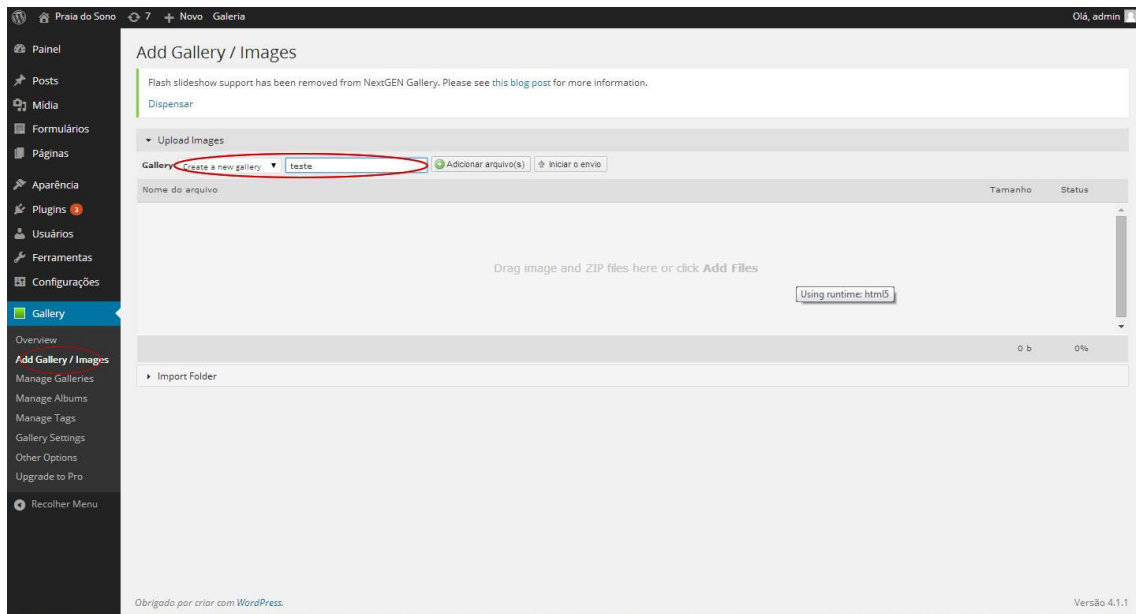 Praia do Sono 7 + Novo Galeria Olá, admin
Painel
Posts
Mídia
Formulários
Páginas
Aparência
Plugins 3
Usuários
Ferramentas
Configurações
Gallery
Overview
Add Gallery / Images
Manage Galleries
Manage Albums
Manage Tags
Gallery Settings
Other Options
Upgrade to Pro
Recolher Menu
Add Gallery / Images
Flash slideshow support has been removed from NextGEN Gallery. Please see this blog post for more information.
Dispensar
Upload Images
Gallery Create a new gallery teste Adicionar arquivo(s) Iniciar o envio
Nome do arquivo Tamanho Status
Drag image and ZIP files here or click Add Files
Using runtime: html5
0 b 0%
Import Folder
Obrigado por criar com WordPress. Versão 4.1.1